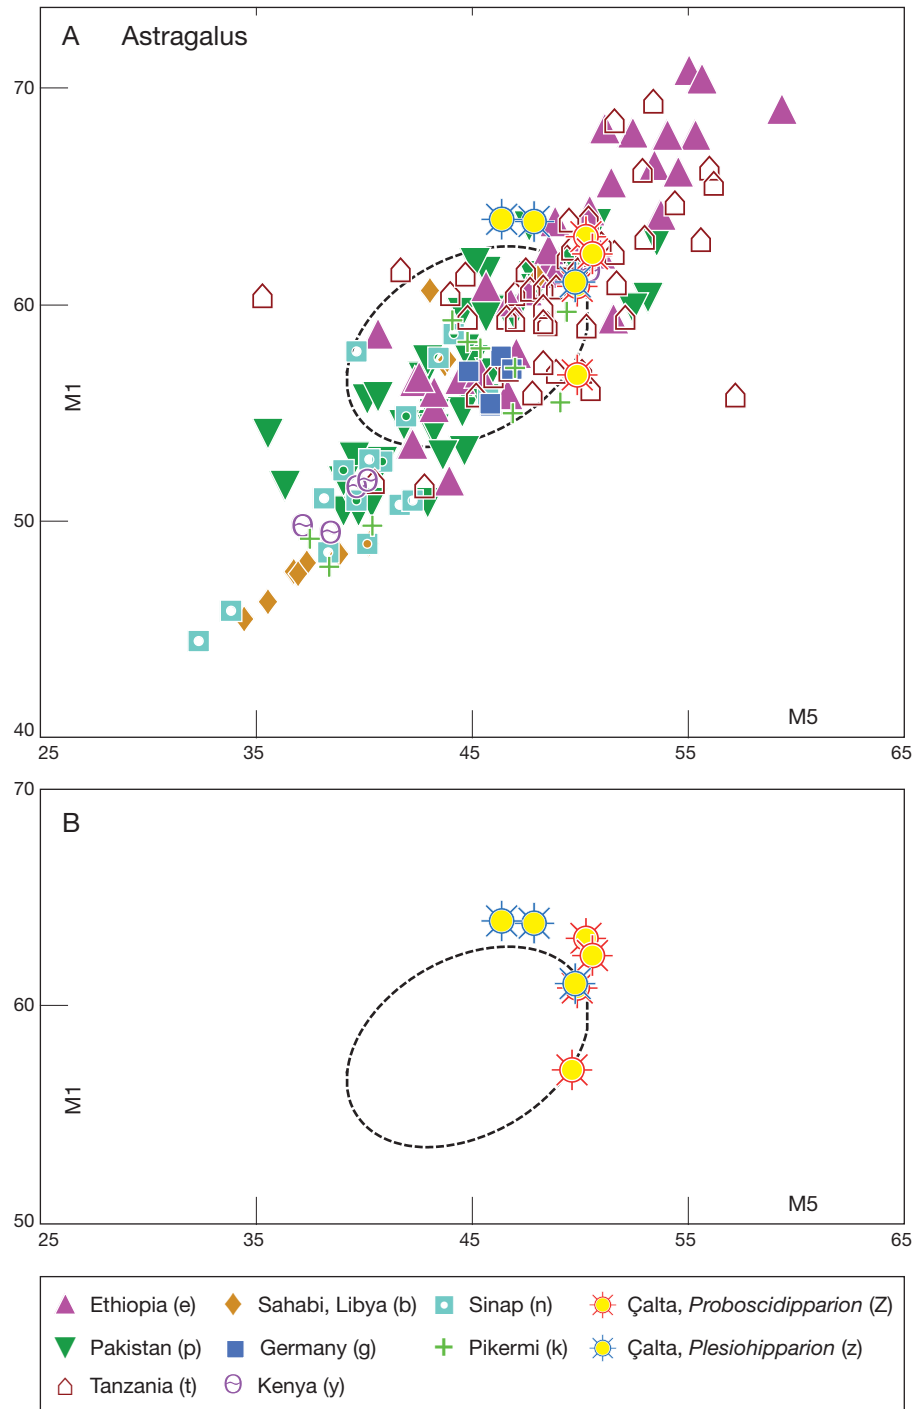 A Astragalus
70
60
M1
50
M5
40
25 35 45 55 65
70
B
60
M1
M5
50
25 35 45 55 65
Ethiopia (e) Sahabi, Libya (b) Sinap (n) Çalta, Proboscidipparion (Z)
Pakistan (p) Germany (g) Pikermi (k) Çalta, Plesiohipparion (z)
Tanzania (t) Kenya (y)